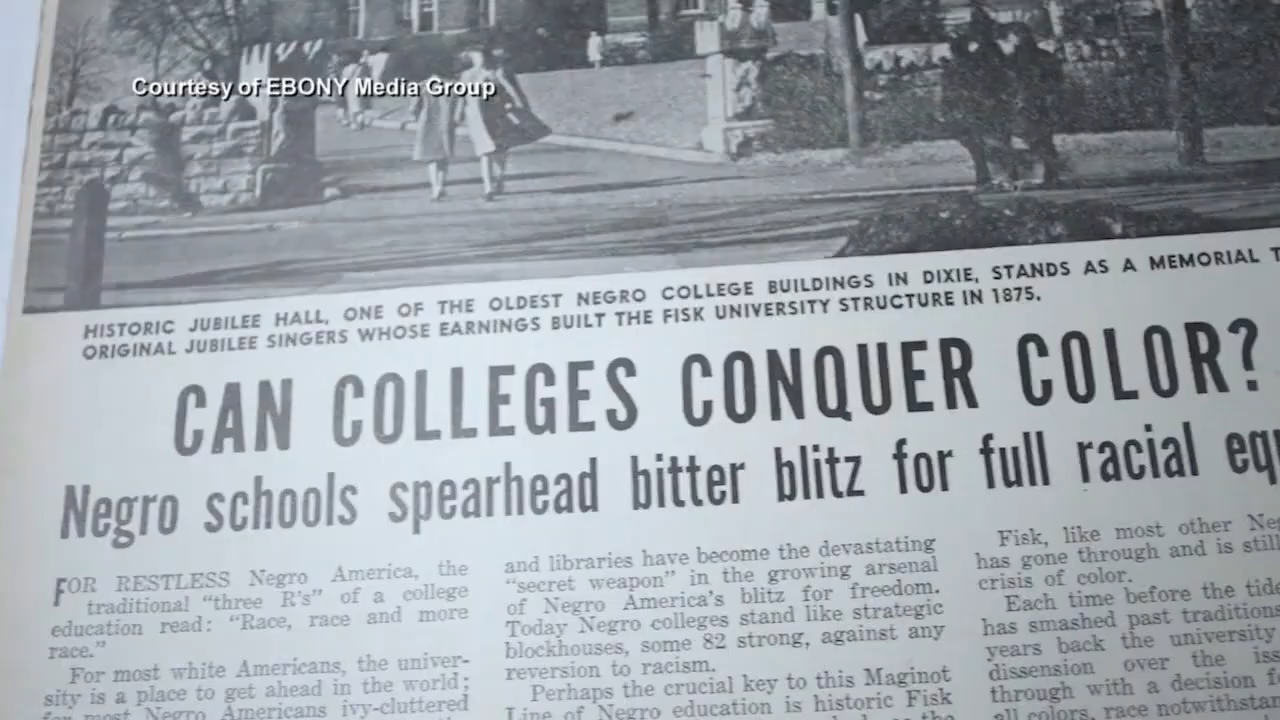 Courtesy of EBONY Media Group
HISTORIC JUBILEE HALL, ONE OF THE OLDEST NEGRO COLLEGE BUILDINGS IN DIXIE, STANDS AS A MEMORIAL
ORIGINAL JUBILEE SINGERS WHOSE EARNINGS BUILT THE FISK UNIVERSITY STRUCTURE IN 1875.
CAN COLLEGES CONQUER COLOR?
Negro schools spearhead bitter blitz for full racial
FOR RESTLESS Negro America, the
traditional "three R's" of a college
education read: "Race, race and more
race."
For most white Americans, the univer-
sity is a place to get ahead in the world;
for most Negro Americans ivy-cluttered
and libraries have become the devastating
"secret weapon" in the growing arsenal
of Negro America's blitz for freedom.
Today Negro colleges stand like strategic
blockhouses, some 82 strong, against any
reversion to racism.
Perhaps the crucial key to this Maginot
Line of Negro education is historic Fisk
the
Fisk, like most other
has gone through and is still
crisis of color.
Each time before the
has smashed past
years back the university
dissension over the
through with a decision
all colors, race